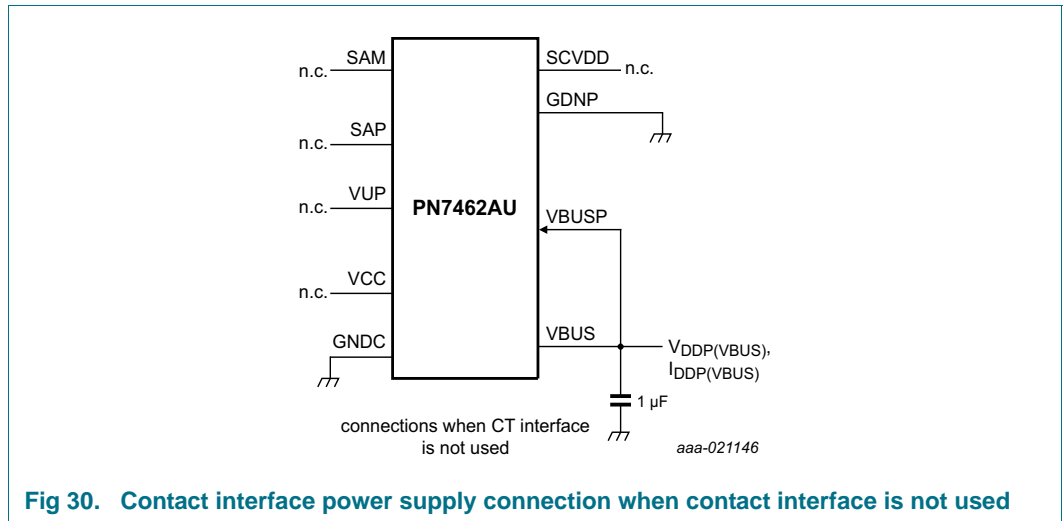 SAM
n.c.
SAP
n.c.
VUP
n.c.
VCC
n.c.
GNDC
PN7462AU
SCVDD
n.c.
GDNP
VBUSP
VBUS
VDDP(VBUS),
IDDP(VBUS)
1 µF
connections when CT interface
is not used
aaa-021146
Fig 30. Contact interface power supply connection when contact interface is not used